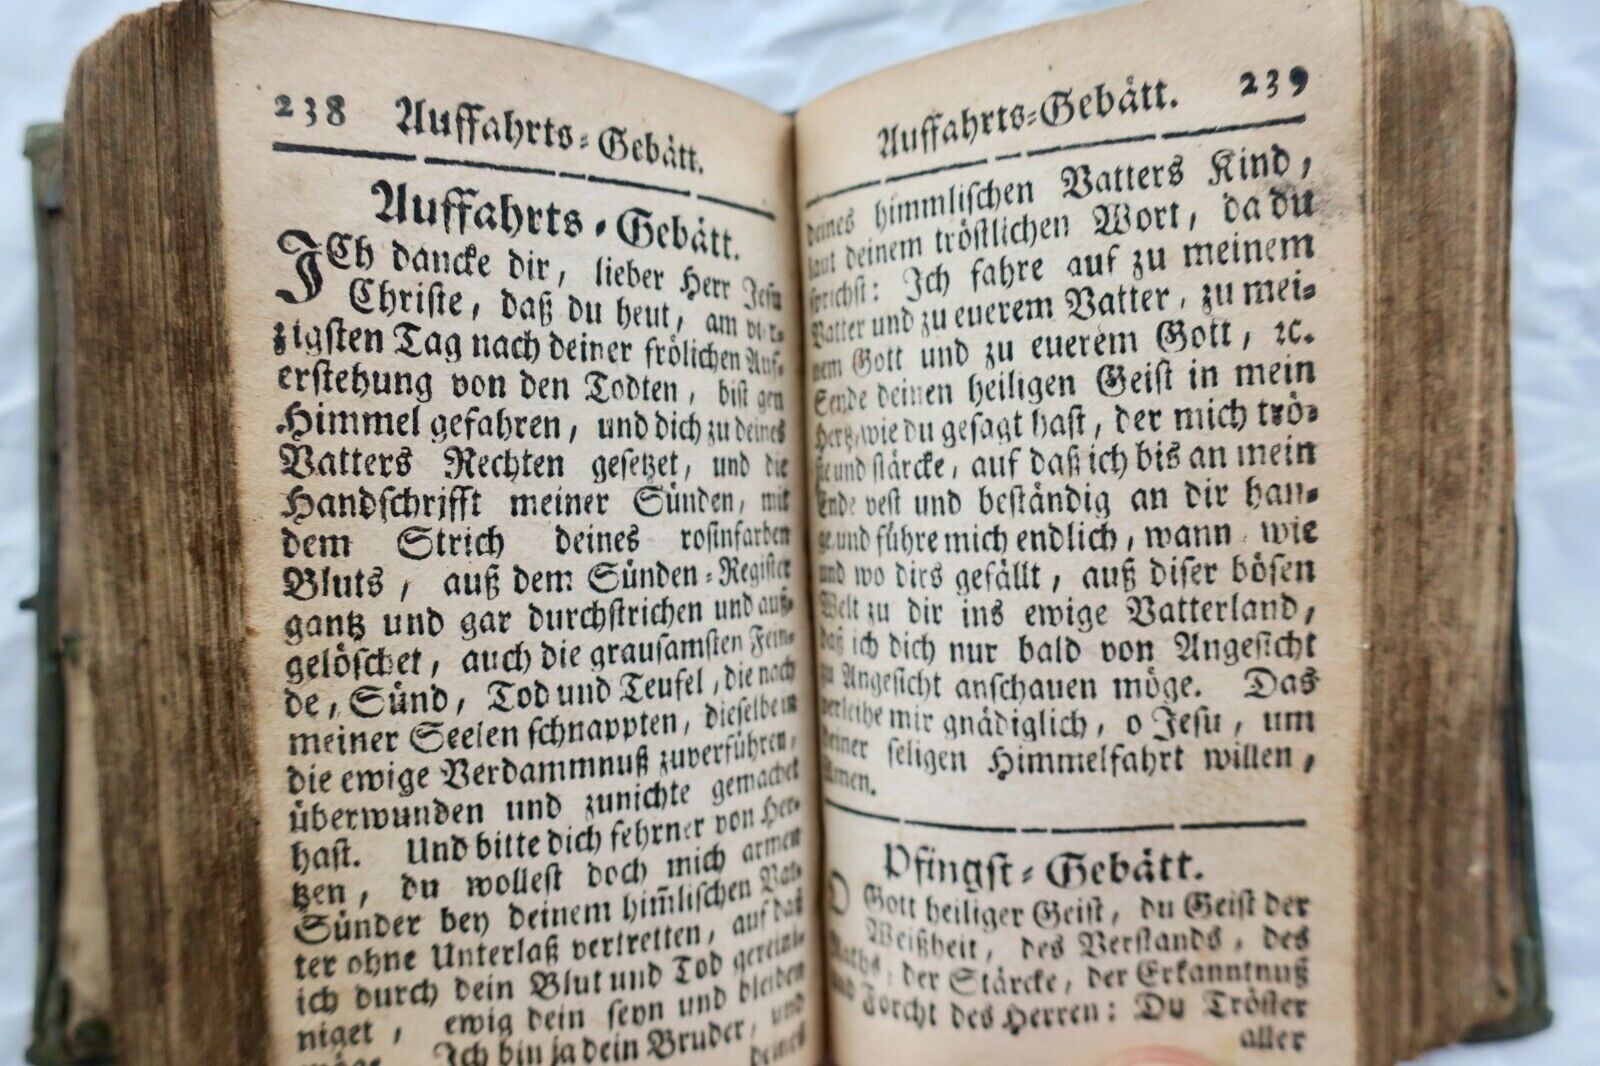 238 Auffahrts-Gebätt.
Auffahrts-Gebätt.
ICh dancke dir, lieber Herr Jesu
Christe, daß du heut, am vier-
zigsten Tag nach deiner frölichen Auf-
erstehung von den Todten, bist gen
Himmel gefahren, und dich zu deines
Vatters Rechten gesetzet, und die
Handschrifft meiner Sünden, mit
dem Strich deines rosinfarben
Bluts, auß dem Sünden-Register
gantz und gar durchstrichen und auß-
gelöschet, auch die grausamsten Fein-
de, Sünd, Tod und Teufel, die nach
meiner Seelen schnappten, dieselbe in
die ewige Verdammnuß zuverführen,
überwunden und zunichte gemachet
hast. Und bitte dich fehrner von Her-
tzen, du wollest doch mich armen
Sünder bey deinem him̄lischen Vat-
ter ohne Unterlaß vertretten, auf daß
ich durch dein Blut und Tod gereini-
niget, ewig dein seyn und bleiben
möge. Ich bin ja dein Bruder, und
deines
Auffahrts-Gebätt. 239
deines himmlischen Vatters Kind,
laut deinem tröstlichen Wort, da du
sprichst: Ich fahre auf zu meinem
Vatter und zu euerem Vatter, zu mei-
nem Gott und zu euerem Gott, ꝛc.
Sende deinen heiligen Geist in mein
Hertz, wie du gesagt hast, der mich trö-
ste und stärcke, auf daß ich bis an mein
Ende vest und beständig an dir han-
ge, und führe mich endlich, wann wie
und wo dirs gefällt, auß diser bösen
Welt zu dir ins ewige Vatterland,
daß ich dich nur bald von Angesicht
zu Angesicht anschauen möge. Das
verleihe mir gnädiglich, o Jesu, um
deiner seligen Himmelfahrt willen,
Amen.
Pfingst-Gebätt.
O Gott heiliger Geist, du Geist der
Weißheit, des Verstands, des
Raths, der Stärcke, der Erkanntnuß
und Forcht des Herren: Du Tröster
aller